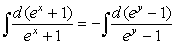 ∫ d(e^x + 1) / (e^x + 1) = −∫ d(e^y − 1) / (e^y − 1)